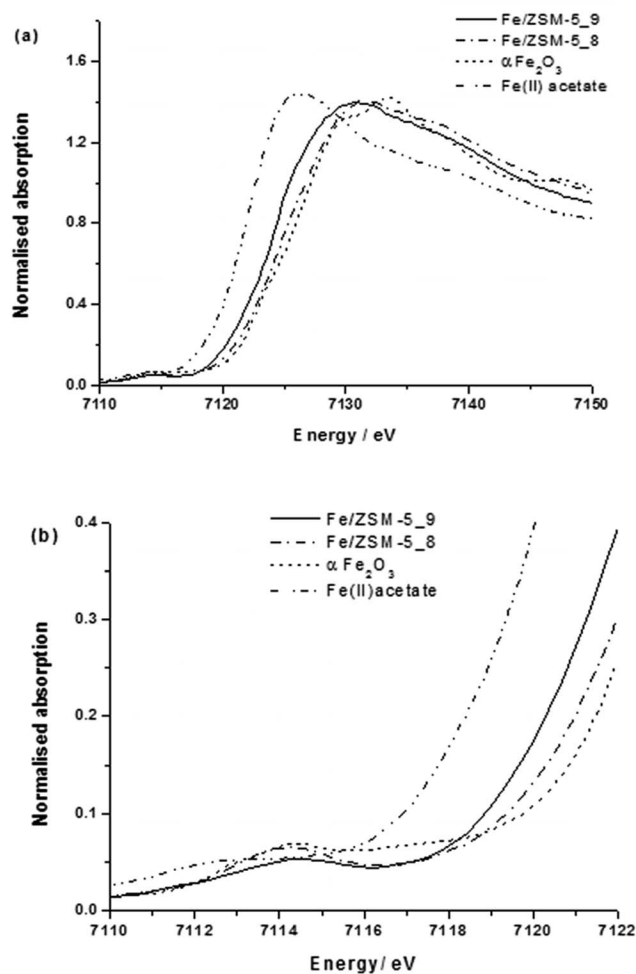 (a)
Fe/ZSM-5_9
Fe/ZSM-5_8
αFe₂O₃
Fe(II) acetate
Normalised absorption
1.6
1.2
0.8
0.4
0.0
7110 7120 7130 7140 7150
Energy / eV
(b)
Fe/ZSM-5_9
Fe/ZSM-5_8
α Fe₂O₃
Fe(II)acetate
Normalised absorption
0.4
0.3
0.2
0.1
0.0
7110 7112 7114 7116 7118 7120 7122
Energy/ eV